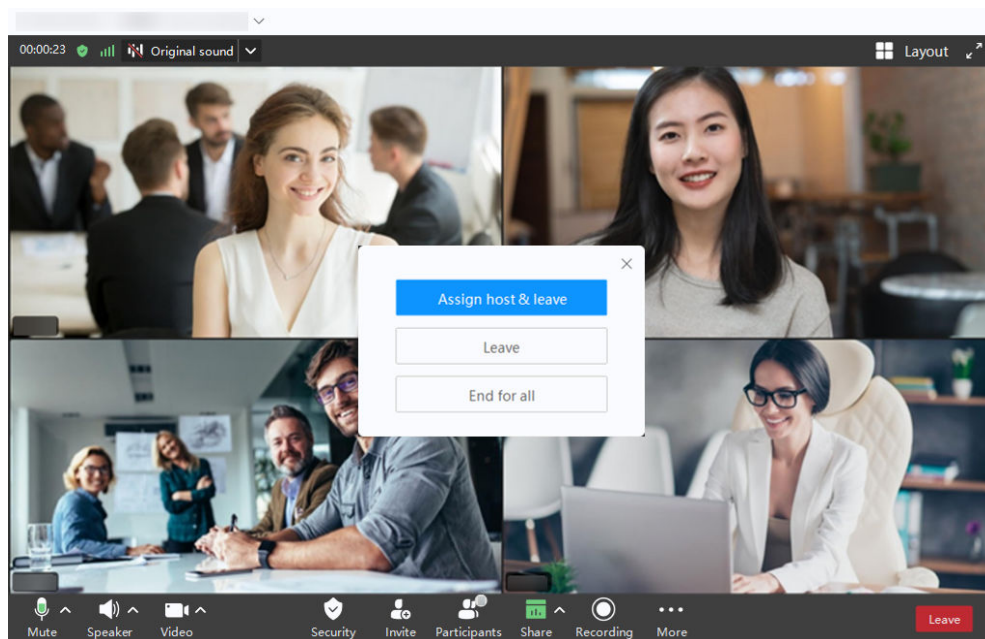 00:00:23 Original sound Layout
Assign host & leave
Leave
End for all
Mute Speaker Video Security Invite Participants Share Recording More Leave